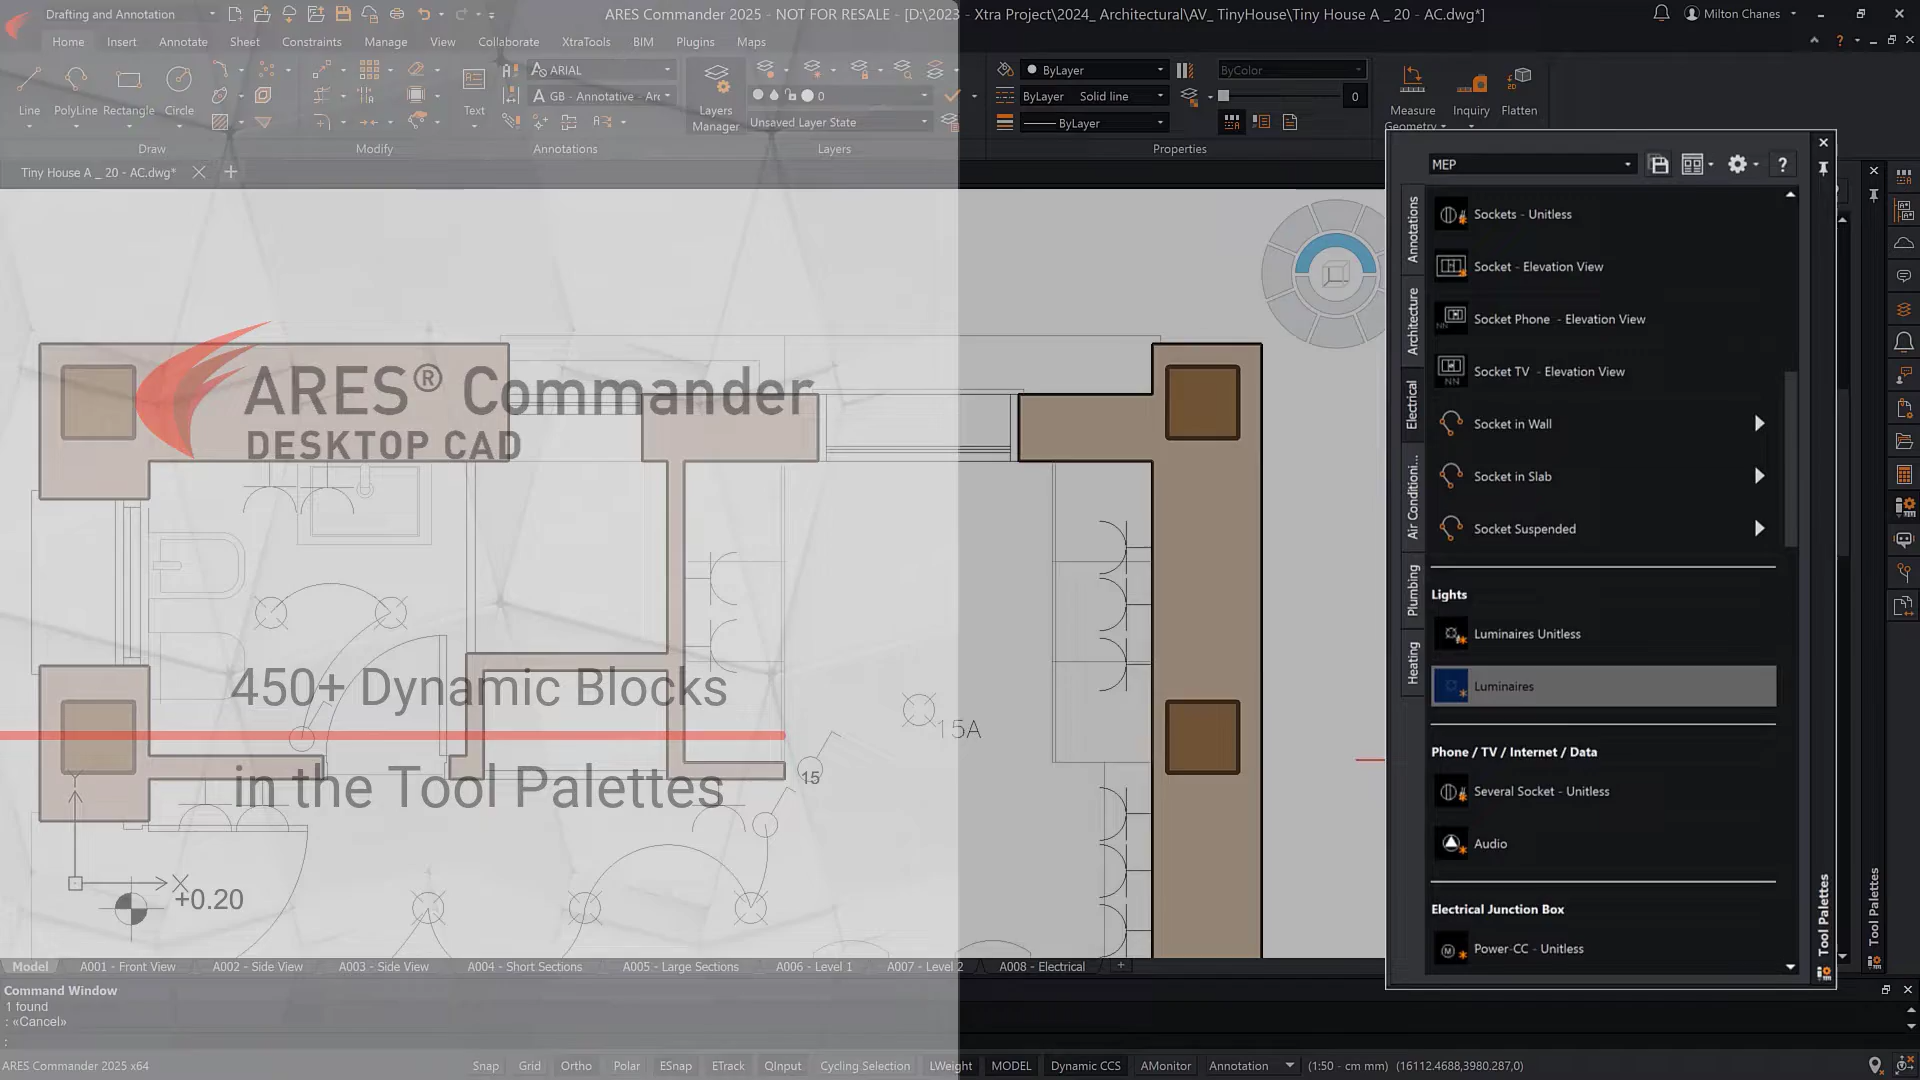 Drafting and Annotation
ARES Commander 2025 - NOT FOR RESALE - [D:\2023 - Xtra Project\2024_ Architectural\AV_ TinyHouse\Tiny House A _ 20 - AC.dwg*]
Milton Chanes
Home Insert Annotate Sheet Constraints Manage View Collaborate XtraTools BIM Plugins Maps
ARIAL
ByLayer
ByColor
GB - Annotative - Arc
0
ByLayer Solid line
0
Line PolyLine Rectangle Circle
Text
Layers Manager
Unsaved Layer State
ByLayer
Measure Geometry
Inquiry
Flatten
Draw
Modify
Annotations
Layers
Properties
Tiny House A _ 20 - AC.dwg*
MEP
Annotations
Architecture
Electrical
Air Conditioni...
Plumbing
Heating
Sockets - Unitless
Socket - Elevation View
Socket Phone - Elevation View
Socket TV - Elevation View
Socket in Wall
Socket in Slab
Socket Suspended
Lights
Luminaires Unitless
Luminaires
Phone / TV / Internet / Data
Several Socket - Unitless
Audio
Electrical Junction Box
Power-CC - Unitless
Tool Palettes
Tool Palettes
ARES® Commander
DESKTOP CAD
450+ Dynamic Blocks
in the Tool Palettes
15A
15
X
+0.20
Model A001 - Front View A002 - Side View A003 - Side View A004 - Short Sections A005 - Large Sections A006 - Level 1 A007 - Level 2 A008 - Electrical +
Command Window
1 found
: «Cancel»
:
ARES Commander 2025 x64
Snap Grid Ortho Polar ESnap ETrack QInput Cycling Selection LWeight MODEL Dynamic CCS AMonitor Annotation (1:50 - cm mm) (16112.4688,3980.287,0)